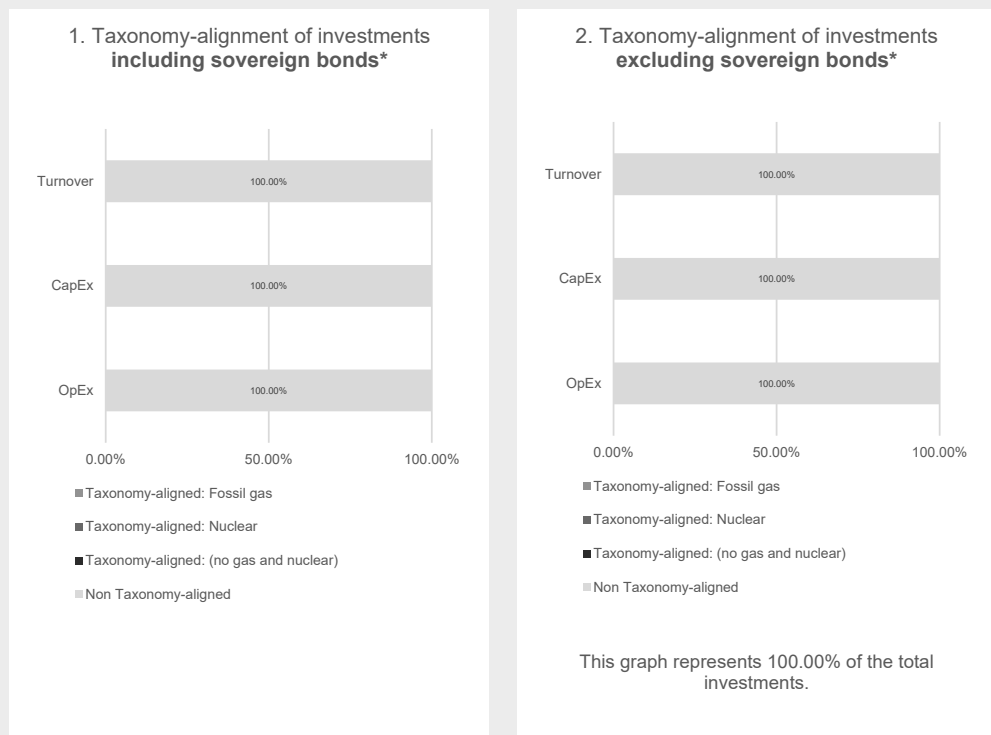 1. Taxonomy-alignment of investments
including sovereign bonds*
Turnover
100.00%
CapEx
100.00%
OpEx
100.00%
0.00% 50.00% 100.00%
Taxonomy-aligned: Fossil gas
Taxonomy-aligned: Nuclear
Taxonomy-aligned: (no gas and nuclear)
Non Taxonomy-aligned
2. Taxonomy-alignment of investments
excluding sovereign bonds*
Turnover
100.00%
CapEx
100.00%
OpEx
100.00%
0.00% 50.00% 100.00%
Taxonomy-aligned: Fossil gas
Taxonomy-aligned: Nuclear
Taxonomy-aligned: (no gas and nuclear)
Non Taxonomy-aligned
This graph represents 100.00% of the total
investments.